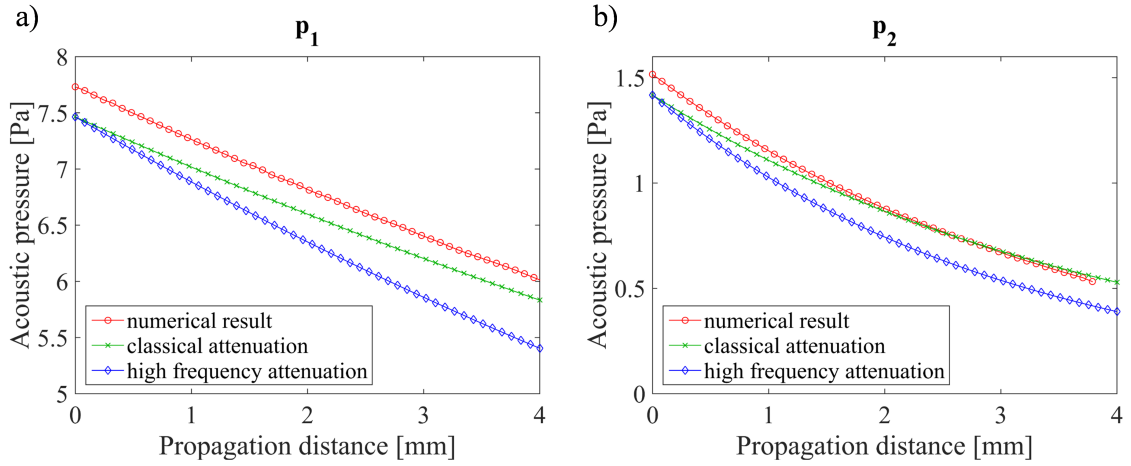 a)
p1
8
7.5
7
6.5
6
5.5
5
Acoustic pressure [Pa]
numerical result
classical attenuation
high frequency attenuation
0 1 2 3 4
Propagation distance [mm]
b)
p2
1.5
1
0.5
0
Acoustic pressure [Pa]
numerical result
classical attenuation
high frequency attenuation
0 1 2 3 4
Propagation distance [mm]